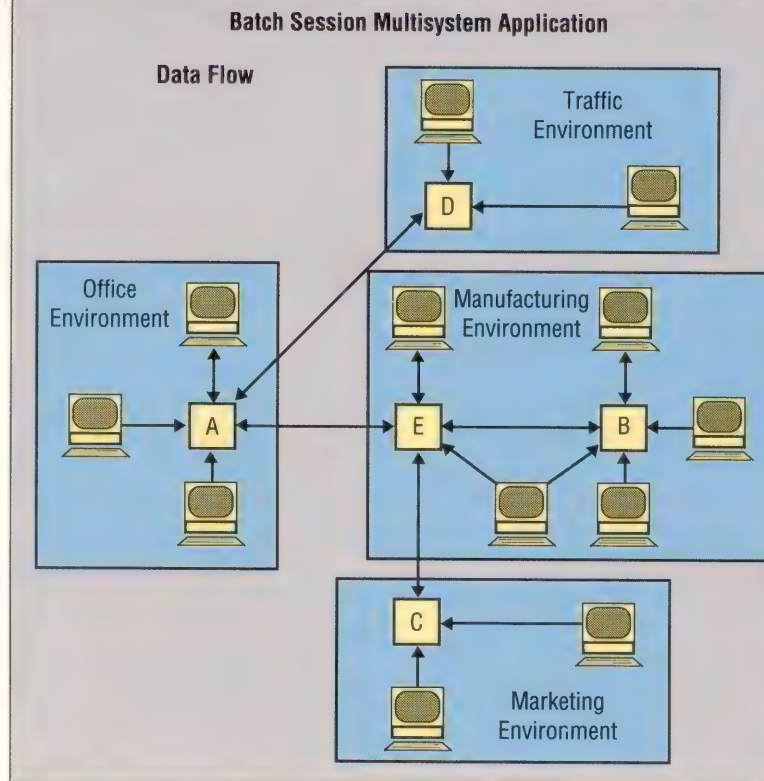 Batch Session Multisystem Application
Data Flow
Traffic
Environment
D
Office
Environment
A
Manufacturing
Environment
E
B
C
Marketing
Environment